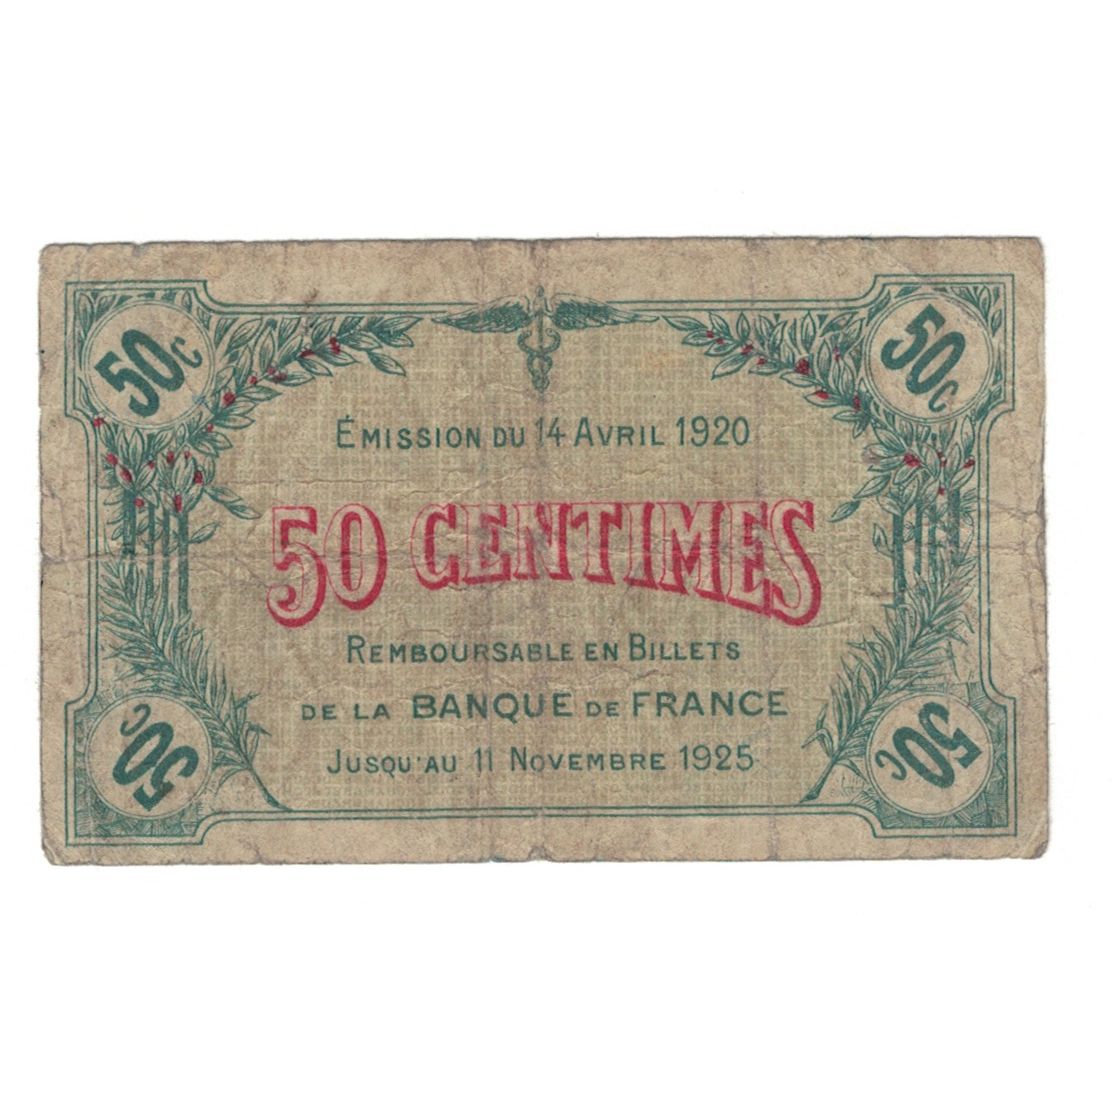 50c 50c
ÉMISSION DU 14 AVRIL 1920
50 CENTIMES
REMBOURSABLE EN BILLETS
DE LA BANQUE DE FRANCE
JUSQU'AU 11 NOVEMBRE 1925
50c 50c